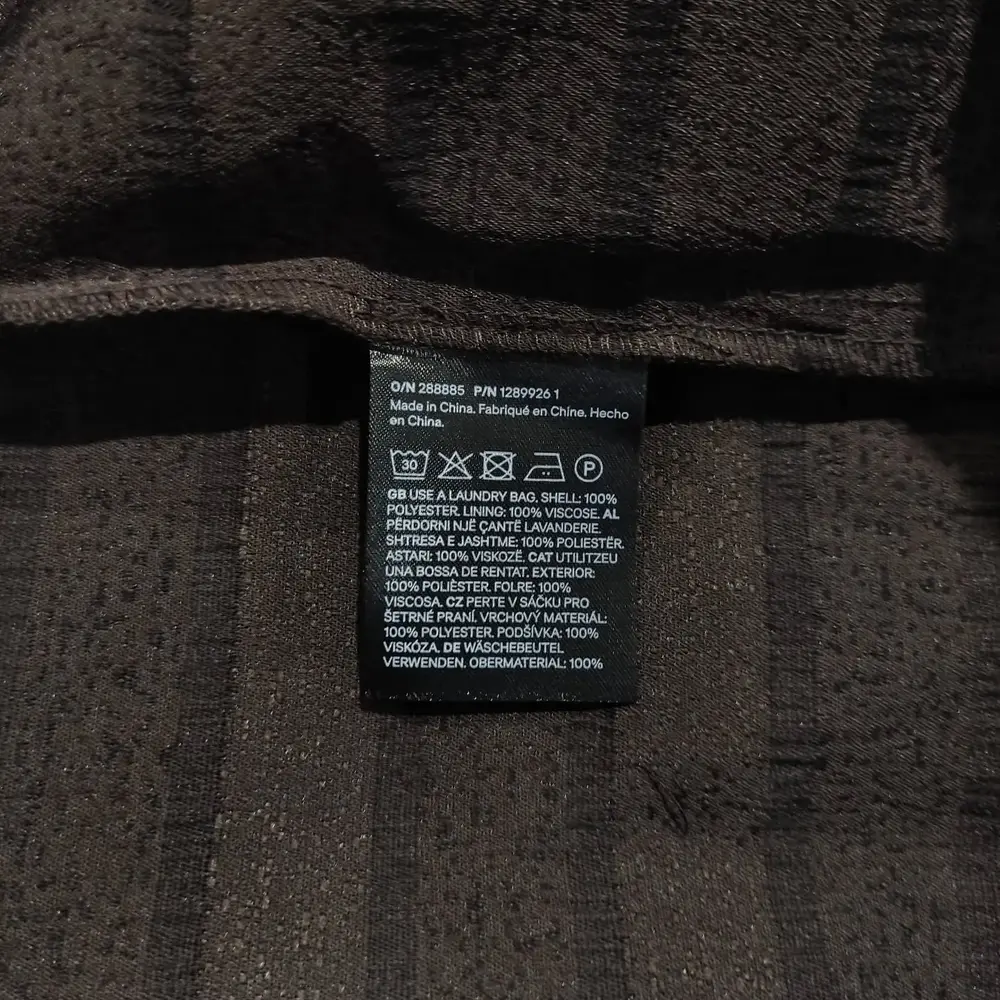 O/N 288885 P/N 1289926 1
Made in China. Fabriqué en Chine. Hecho
en China.
30 P
GB USE A LAUNDRY BAG. SHELL: 100%
POLYESTER. LINING: 100% VISCOSE. AL
PËRDORNI NJË ÇANTË LAVANDERIE.
SHTRESA E JASHTME: 100% POLIESTËR.
ASTARI: 100% VISKOZË. CAT UTILITZEU
UNA BOSSA DE RENTAT. EXTERIOR:
100% POLIÈSTER. FOLRE: 100%
VISCOSA. CZ PERTE V SÁČKU PRO
ŠETRNÉ PRANÍ. VRCHOVÝ MATERIÁL:
100% POLYESTER. PODŠÍVKA: 100%
VISKÓZA. DE WÄSCHEBEUTEL
VERWENDEN. OBERMATERIAL: 100%